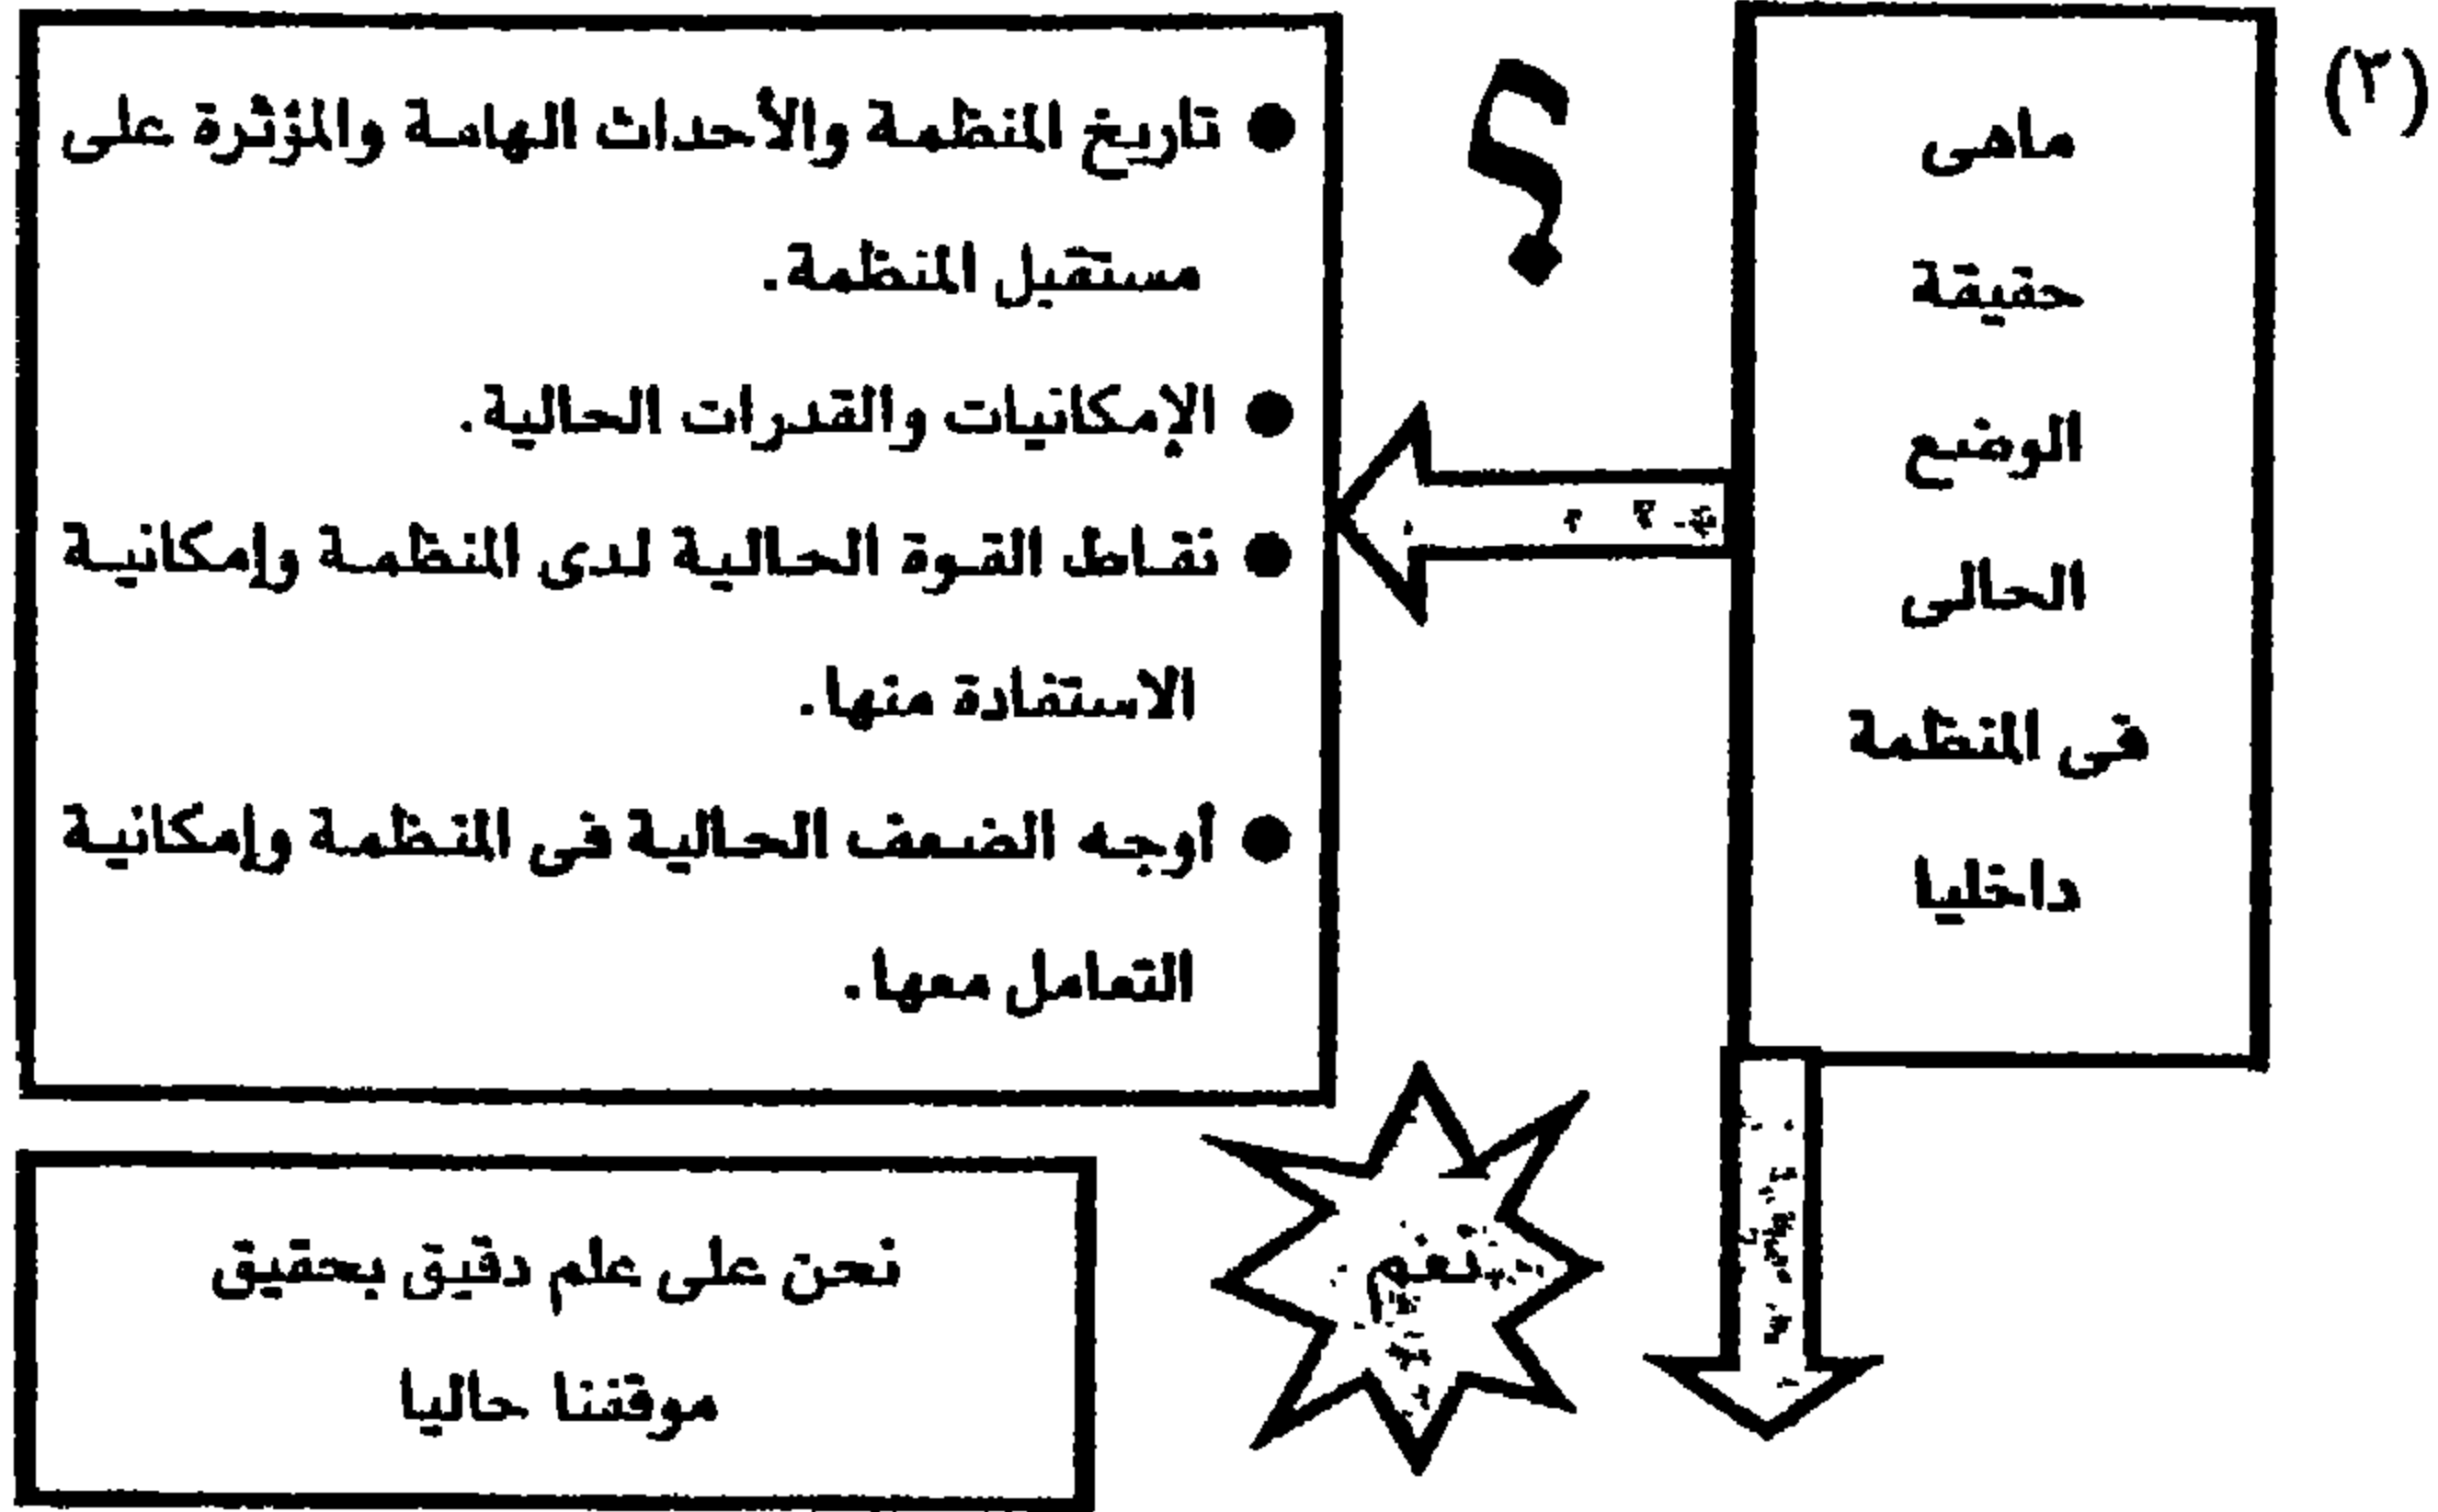 (٢)
ماهى
حقيقة
الوضع
الحالى
فى المنظمة
داخليا
؟
● تاريخ المنظمة والأحداث الهامة والمؤثرة على
مستقبل المنظمة.
● الإمكانيات والقدرات الحالية.
● نقاط القوة الحالية لدى المنظمة وإمكانية
الاستفادة منها.
● أوجه الضعف الحالية فى المنظمة وإمكانية
التعامل معها.
نعم
نحن على علم دقيق بحقيق
موقفنا حاليا